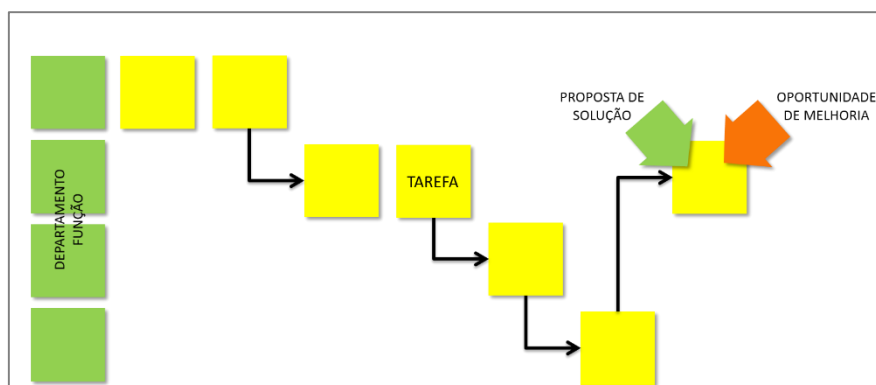 PROPOSTA DE
SOLUÇÃO
OPORTUNIDADE
DE MELHORIA
DEPARTAMENTO
FUNÇÃO
TAREFA